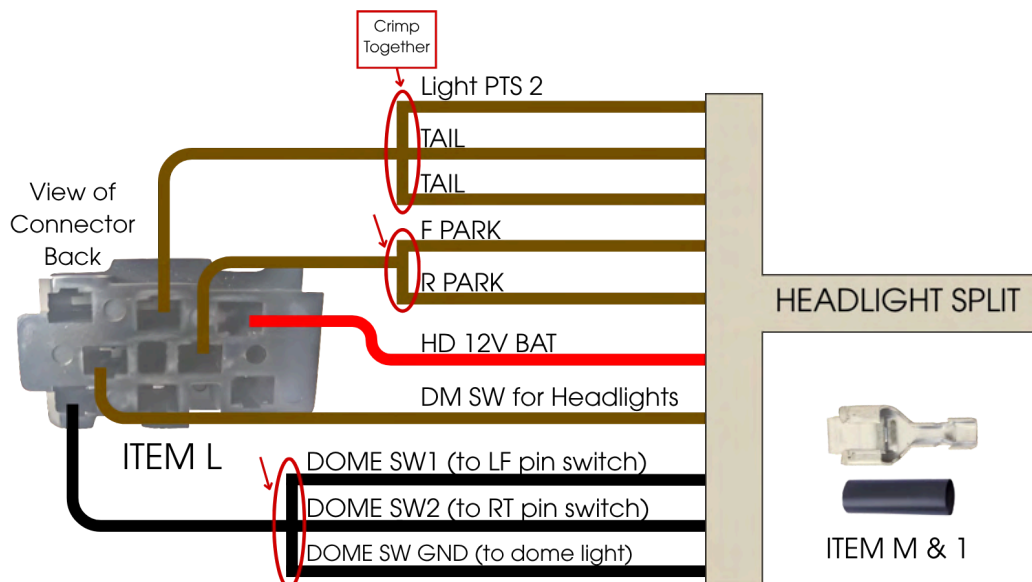 Crimp
Together
Light PTS 2
TAIL
TAIL
View of
Connector
Back
F PARK
R PARK
HEADLIGHT SPLIT
HD 12V BAT
DM SW for Headlights
ITEM L
DOME SW1 (to LF pin switch)
DOME SW2 (to RT pin switch)
DOME SW GND (to dome light)
ITEM M & 1